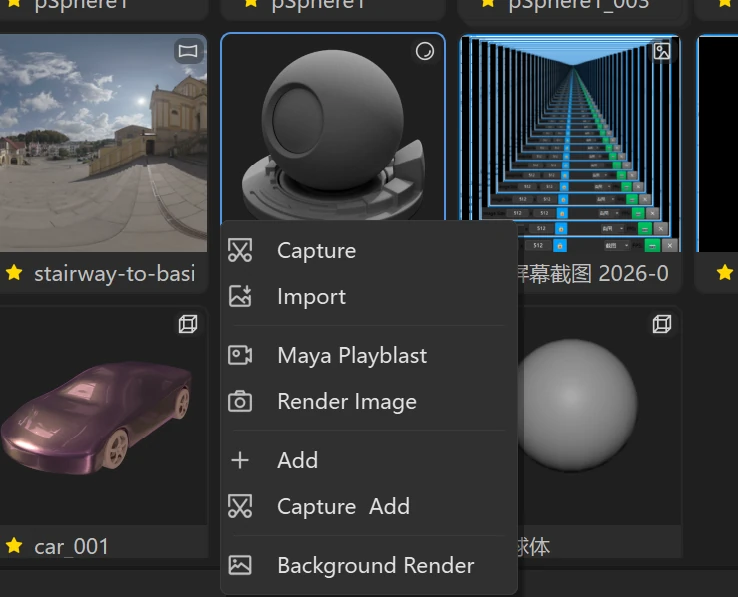 pSphere1
pSphere1
pSphere1_003
stairway-to-basi
屏幕截图 2026-0
Capture
Import
Maya Playblast
Render Image
Add
Capture Add
Background Render
car_001
球体